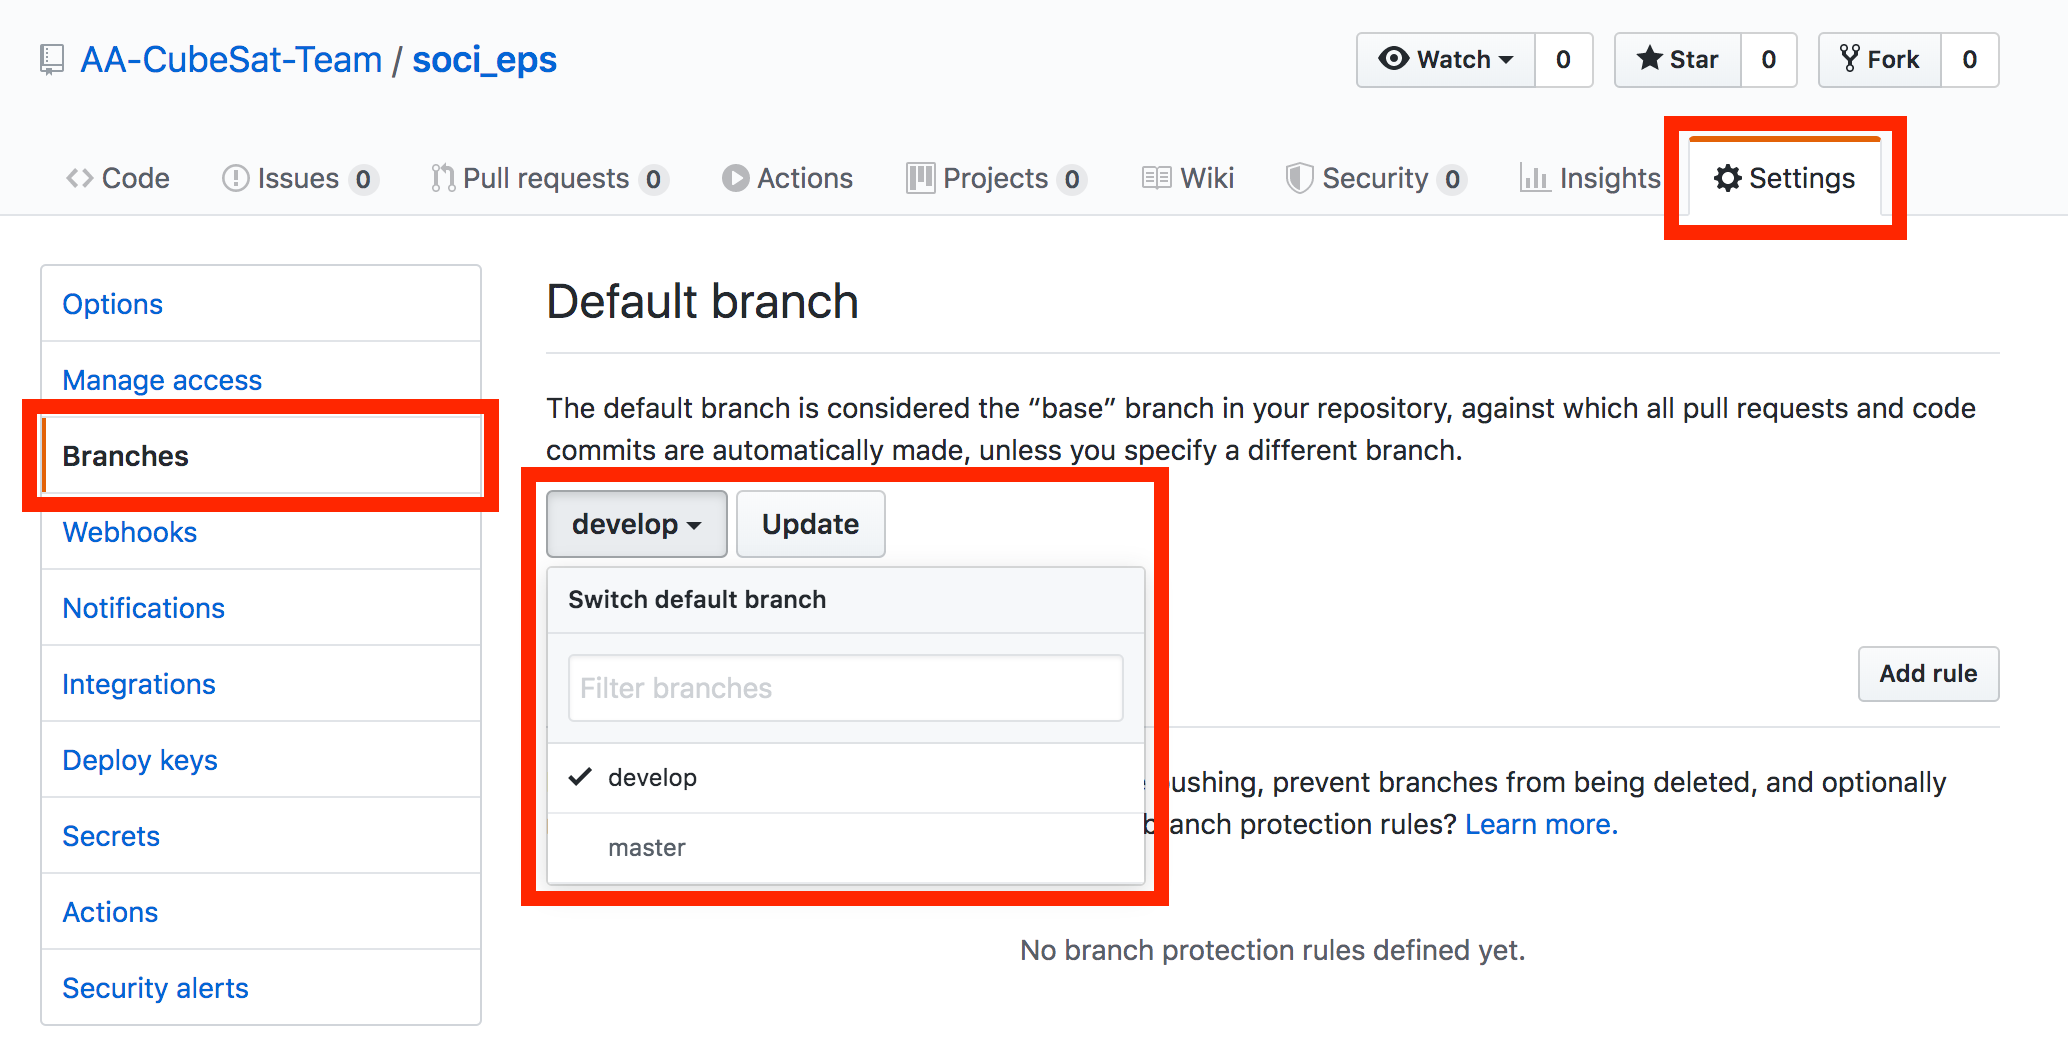 AA-CubeSat-Team / soci_eps
Watch 0 Star 0 Fork 0
Code Issues 0 Pull requests 0 Actions Projects 0 Wiki Security 0 Insights Settings
Options
Manage access
Branches
Webhooks
Notifications
Integrations
Deploy keys
Secrets
Actions
Security alerts
Default branch
The default branch is considered the “base” branch in your repository, against which all pull requests and code
commits are automatically made, unless you specify a different branch.
develop Update
Switch default branch
Filter branches
develop
master
Add rule
ushing, prevent branches from being deleted, and optionally
branch protection rules? Learn more.
No branch protection rules defined yet.